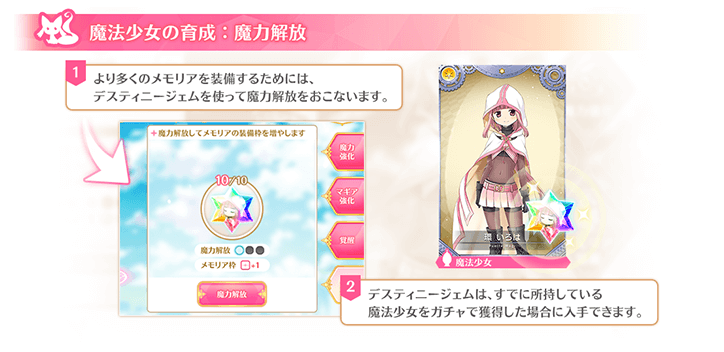 魔法少女の育成：魔力解放
1
より多くのメモリアを装備するためには、
デスティニージェムを使って魔力解放をおこないます。
魔力解放してメモリアの装備枠を増やします
10/10
魔力解放
メモリア枠 +1
魔力解放
魔力
強化
マギア
強化
覚醒
環 いろは
魔法少女
2
デスティニージェムは、すでに所持している
魔法少女をガチャで獲得した場合に入手できます。